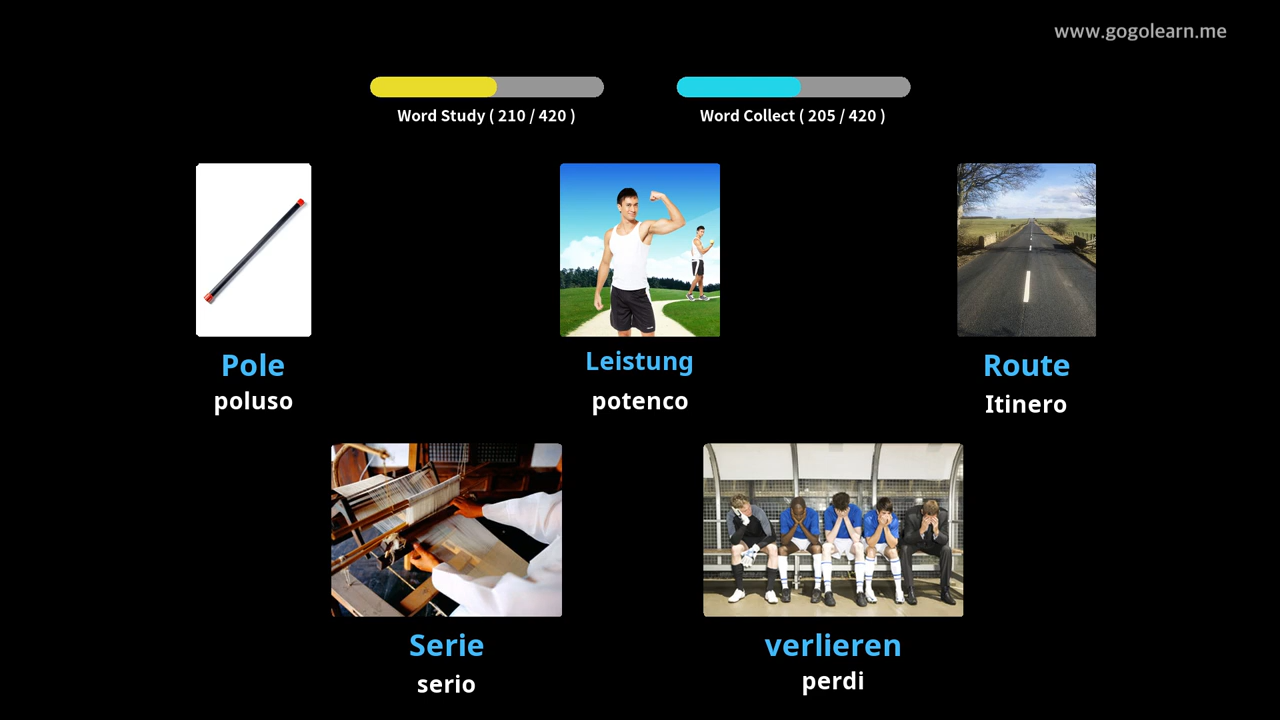 www.gogolearn.me
Word Study ( 210 / 420 )
Word Collect ( 205 / 420 )
Pole
poluso
Leistung
potenco
Route
Itinero
Serie
serio
verlieren
perdi